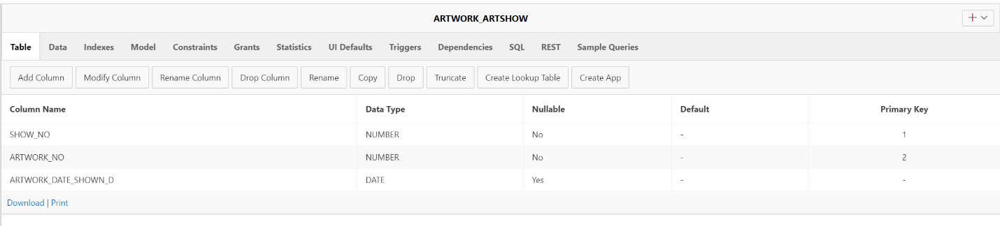 ARTWORK_ARTSHOW
Table Data Indexes Model Constraints Grants Statistics UI Defaults Triggers Dependencies SQL REST Sample Queries
Add Column Modify Column Rename Column Drop Column Rename Copy Drop Truncate Create Lookup Table Create App
Column Name Data Type Nullable Default Primary Key
SHOW_NO NUMBER No - 1
ARTWORK_NO NUMBER No - 2
ARTWORK_DATE_SHOWN_D DATE Yes - -
Download | Print